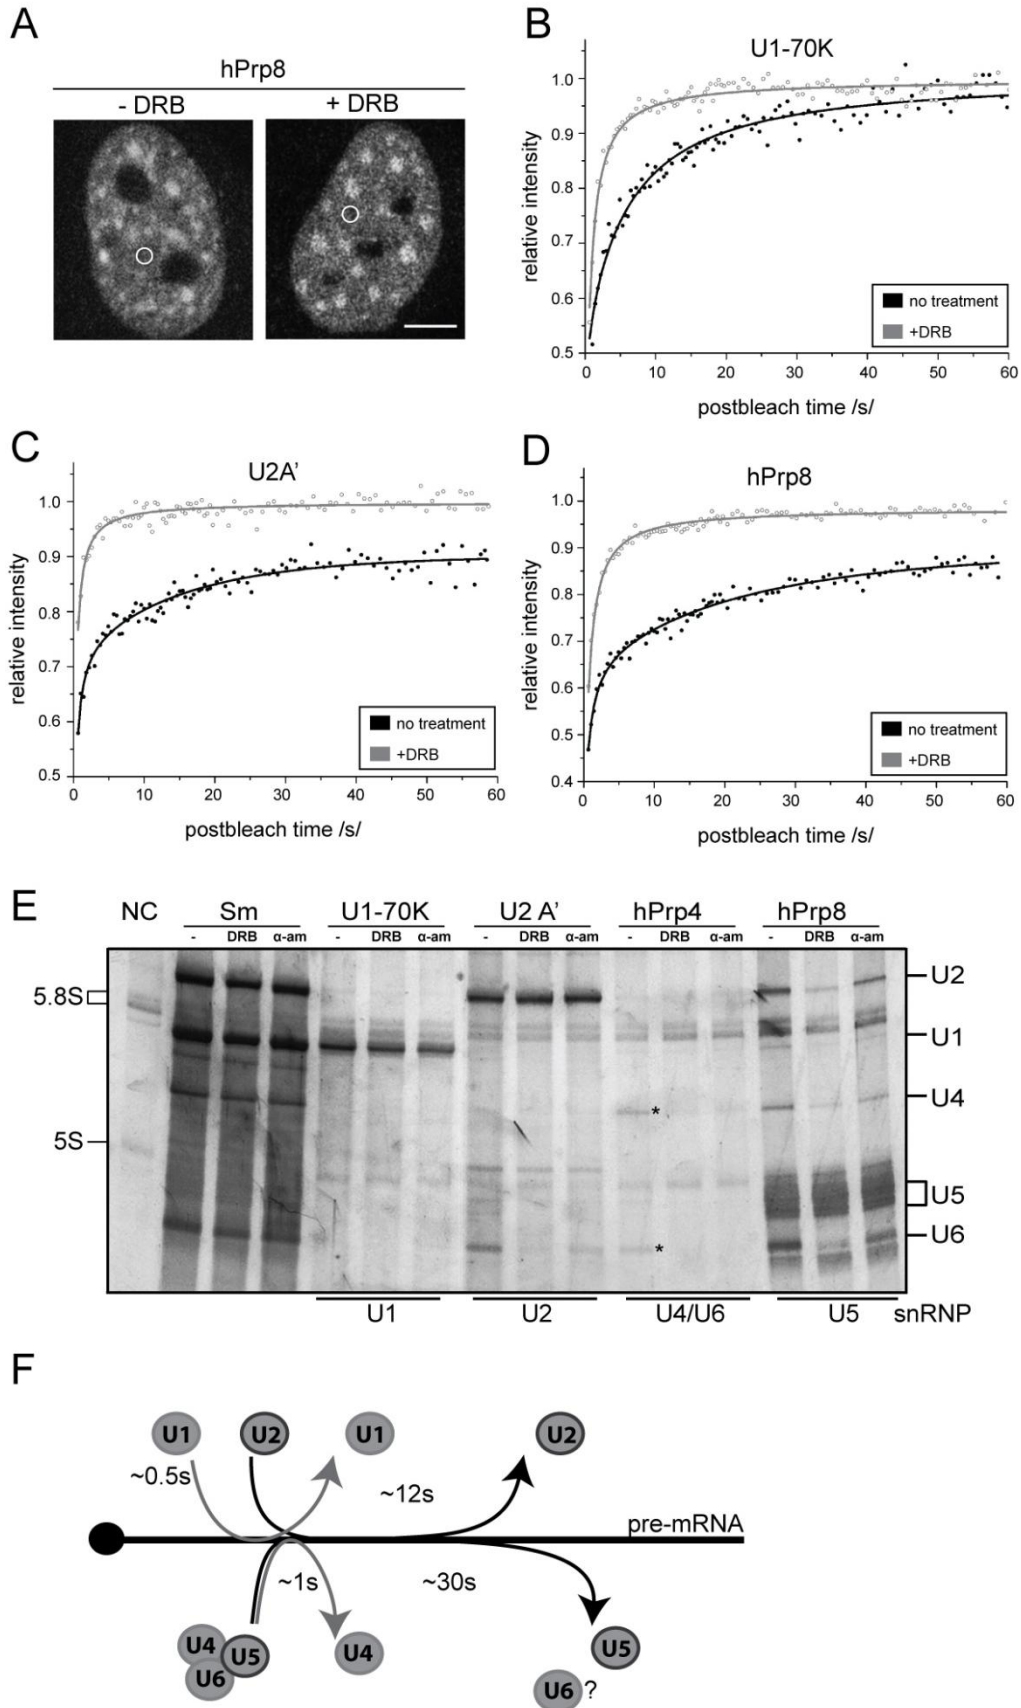 A
hPrp8
- DRB
+ DRB
B
U1-70K
relative intensity
1.0
0.9
0.8
0.7
0.6
0.5
0
10
20
30
40
50
60
postbleach time /s/
no treatment
+DRB
C
U2A'
relative intensity
1.0
0.9
0.8
0.7
0.6
0.5
0
10
20
30
40
50
60
postbleach time /s/
no treatment
+DRB
D
hPrp8
relative intensity
1.0
0.9
0.8
0.7
0.6
0.5
0.4
0
10
20
30
40
50
60
postbleach time /s/
no treatment
+DRB
E
NC Sm U1-70K U2 A' hPrp4 hPrp8
- DRB α-am - DRB α-am - DRB α-am - DRB α-am - DRB α-am
5.8S
5S
*
*
U2
U1
U4
U5
U6
U1 U2 U4/U6 U5 snRNP
F
U1 U2 U1 U2
~0.5s
~12s
pre-mRNA
~1s
~30s
U4 U5 U4 U5
U6 U6 ?